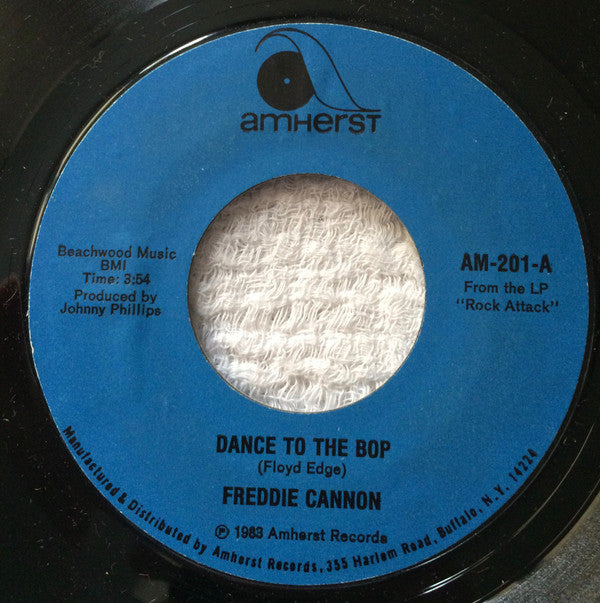 amherst
Beachwood Music
BMI
Time: 3:54
Produced by
Johnny Phillips
AM-201-A
From the LP
"Rock Attack"
DANCE TO THE BOP
(Floyd Edge)
FREDDIE CANNON
℗ 1983 Amherst Records
Manufactured & Distributed by Amherst Records, 355 Harlem Road, Buffalo, N.Y. 14224